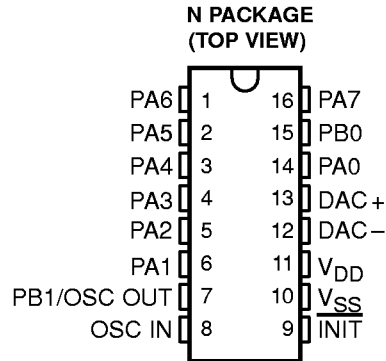 N PACKAGE
(TOP VIEW)
PA6 1 16 PA7
PA5 2 15 PB0
PA4 3 14 PA0
PA3 4 13 DAC+
PA2 5 12 DAC−
PA1 6 11 VDD
PB1/OSC OUT 7 10 VSS
OSC IN 8 9 INIT